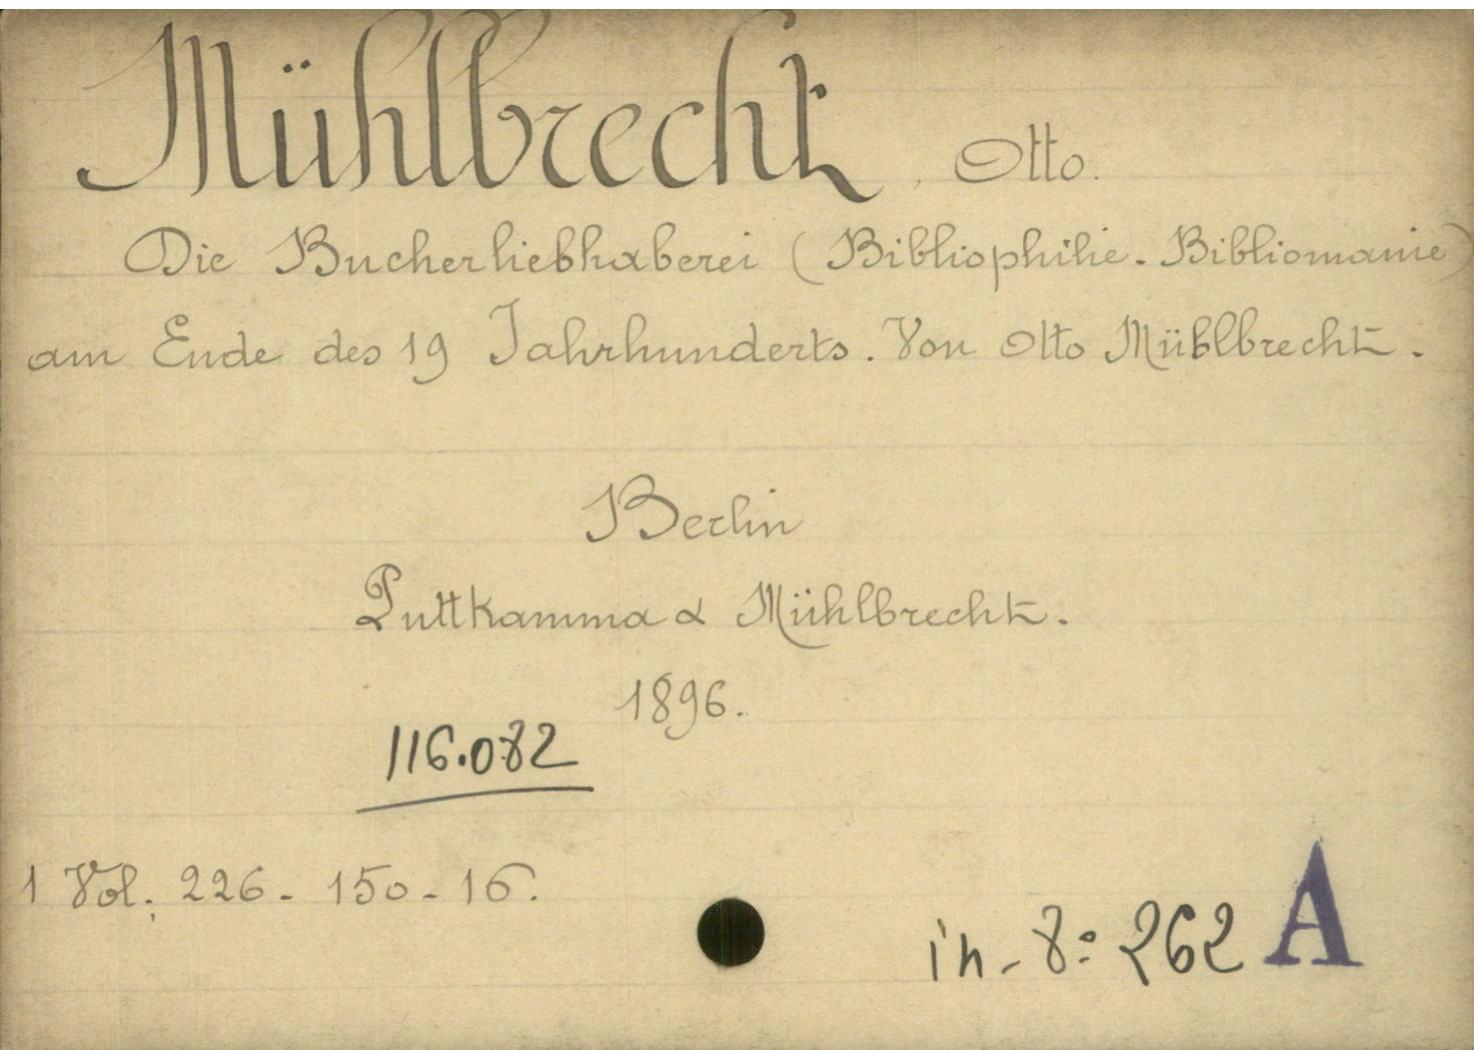 Mühlbrecht, Otto.
Die Bucherliebhaberei (Bibliophilie - Bibliomanie)
am Ende des 19 Jahrhunderts. Von Otto Mühlbrecht.
Berlin
Puttkamma & Mühlbrecht.
1896.
116.082
1 Vol. 226 - 150 - 16.
in-8º 262 A